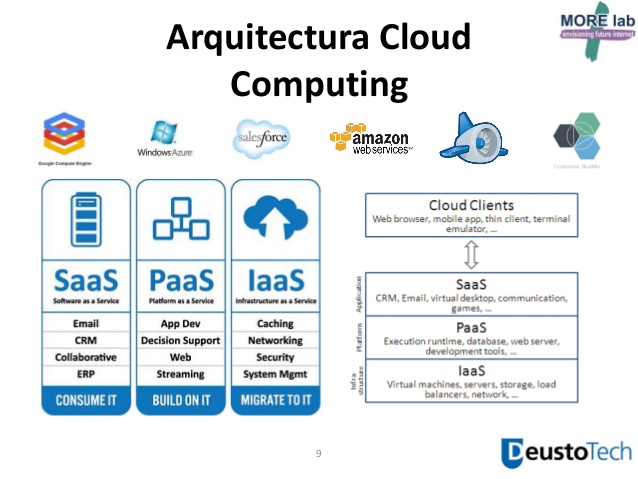 Arquitectura Cloud
Computing
MORE lab
envisioning future internet
Google Compute Engine
Windows Azure
salesforce
amazon
web services
SaaS
Software as a Service
Email
CRM
Collaborative
ERP
CONSUME IT
PaaS
Platform as a Service
App Dev
Decision Support
Web
Streaming
BUILD ON IT
IaaS
Infrastructure as a Service
Caching
Networking
Security
System Mgmt
MIGRATE TO IT
Cloud Clients
Web browser, mobile app, thin client, terminal
emulator, ...
Application
SaaS
CRM, Email, virtual desktop, communication,
games, ...
Platform
PaaS
Execution runtime, database, web server,
development tools, ...
Infra-
structure
IaaS
Virtual machines, servers, storage, load
balancers, network, ...
9
DeustoTech